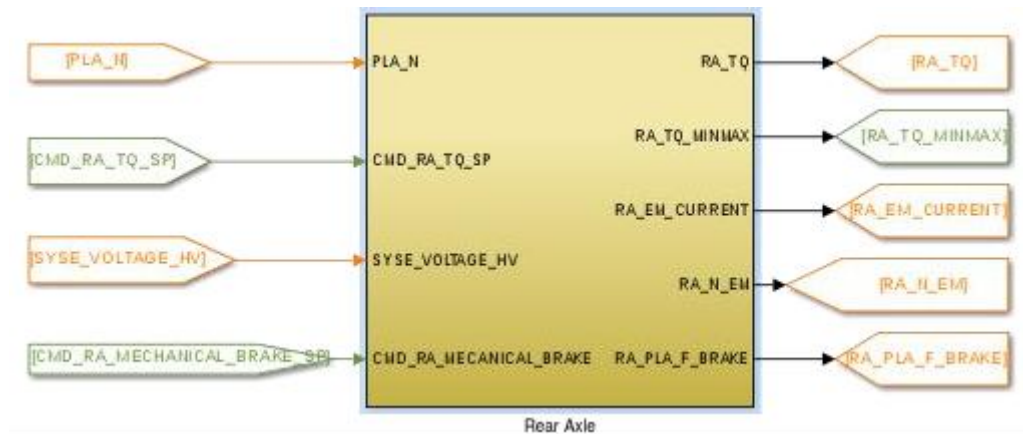 [PLA_N]
PLA_N
RA_TQ
[RA_TQ]
RA_TQ_MINMAX
[RA_TQ_MINMAX]
[CMD_RA_TQ_SP]
CMD_RA_TQ_SP
RA_EM_CURRENT
[RA_EM_CURRENT]
[SYSE_VOLTAGE_HV]
SYSE_VOLTAGE_HV
RA_N_EM
[RA_N_EM]
[CMD_RA_MECHANICAL_BRAKE_SP]
CMD_RA_MECANICAL_BRAKE
RA_PLA_F_BRAKE
[RA_PLA_F_BRAKE]
Rear Axle